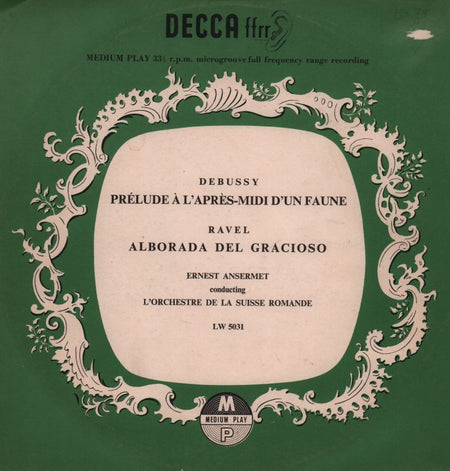 DECCA ffrr
MEDIUM PLAY 33⅓ r.p.m. microgroove full frequency range recording
DEBUSSY
PRÉLUDE À L'APRÈS-MIDI D'UN FAUNE
RAVEL
ALBORADA DEL GRACIOSO
ERNEST ANSERMET
conducting
L'ORCHESTRE DE LA SUISSE ROMANDE
LW 5031
M
MEDIUM PLAY
P